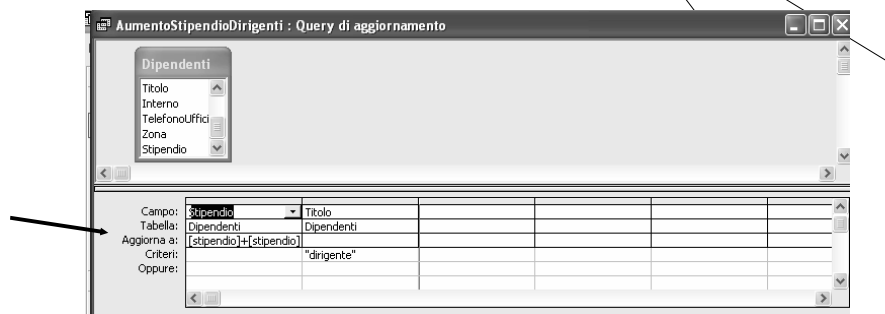 AumentoStipendioDirigenti : Query di aggiornamento
Dipendenti
Titolo
Interno
TelefonoUffici
Zona
Stipendio
Campo: Stipendio Titolo
Tabella: Dipendenti Dipendenti
Aggiorna a: [stipendio]+[stipendio]
Criteri: "dirigente"
Oppure: